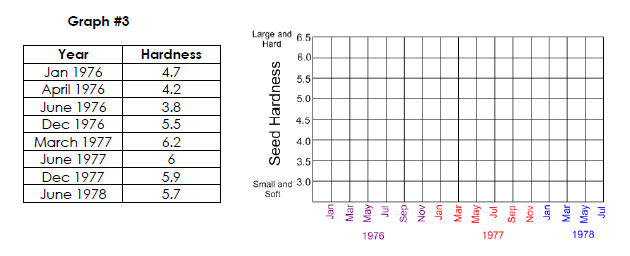 Graph #3
Year Hardness
Jan 1976 4.7
April 1976 4.2
June 1976 3.8
Dec 1976 5.5
March 1977 6.2
June 1977 6
Dec 1977 5.9
June 1978 5.7
Large and
Hard
Seed Hardness
6.5
6.0
5.5
5.0
4.5
4.0
3.5
3.0
Small and
Soft
Jan Mar May Jul Sep Nov Jan Mar May Jul Sep Nov Jan Mar May Jul
1976 1977 1978